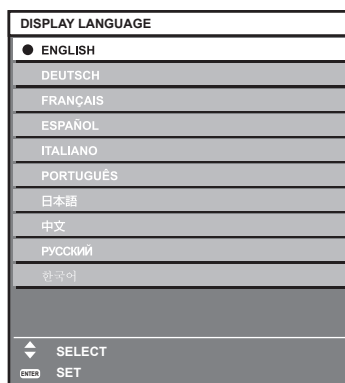 DISPLAY LANGUAGE
ENGLISH
DEUTSCH
FRANÇAIS
ESPAÑOL
ITALIANO
PORTUGUÊS
日本語
中文
РУССКИЙ
한국어
SELECT
ENTER SET